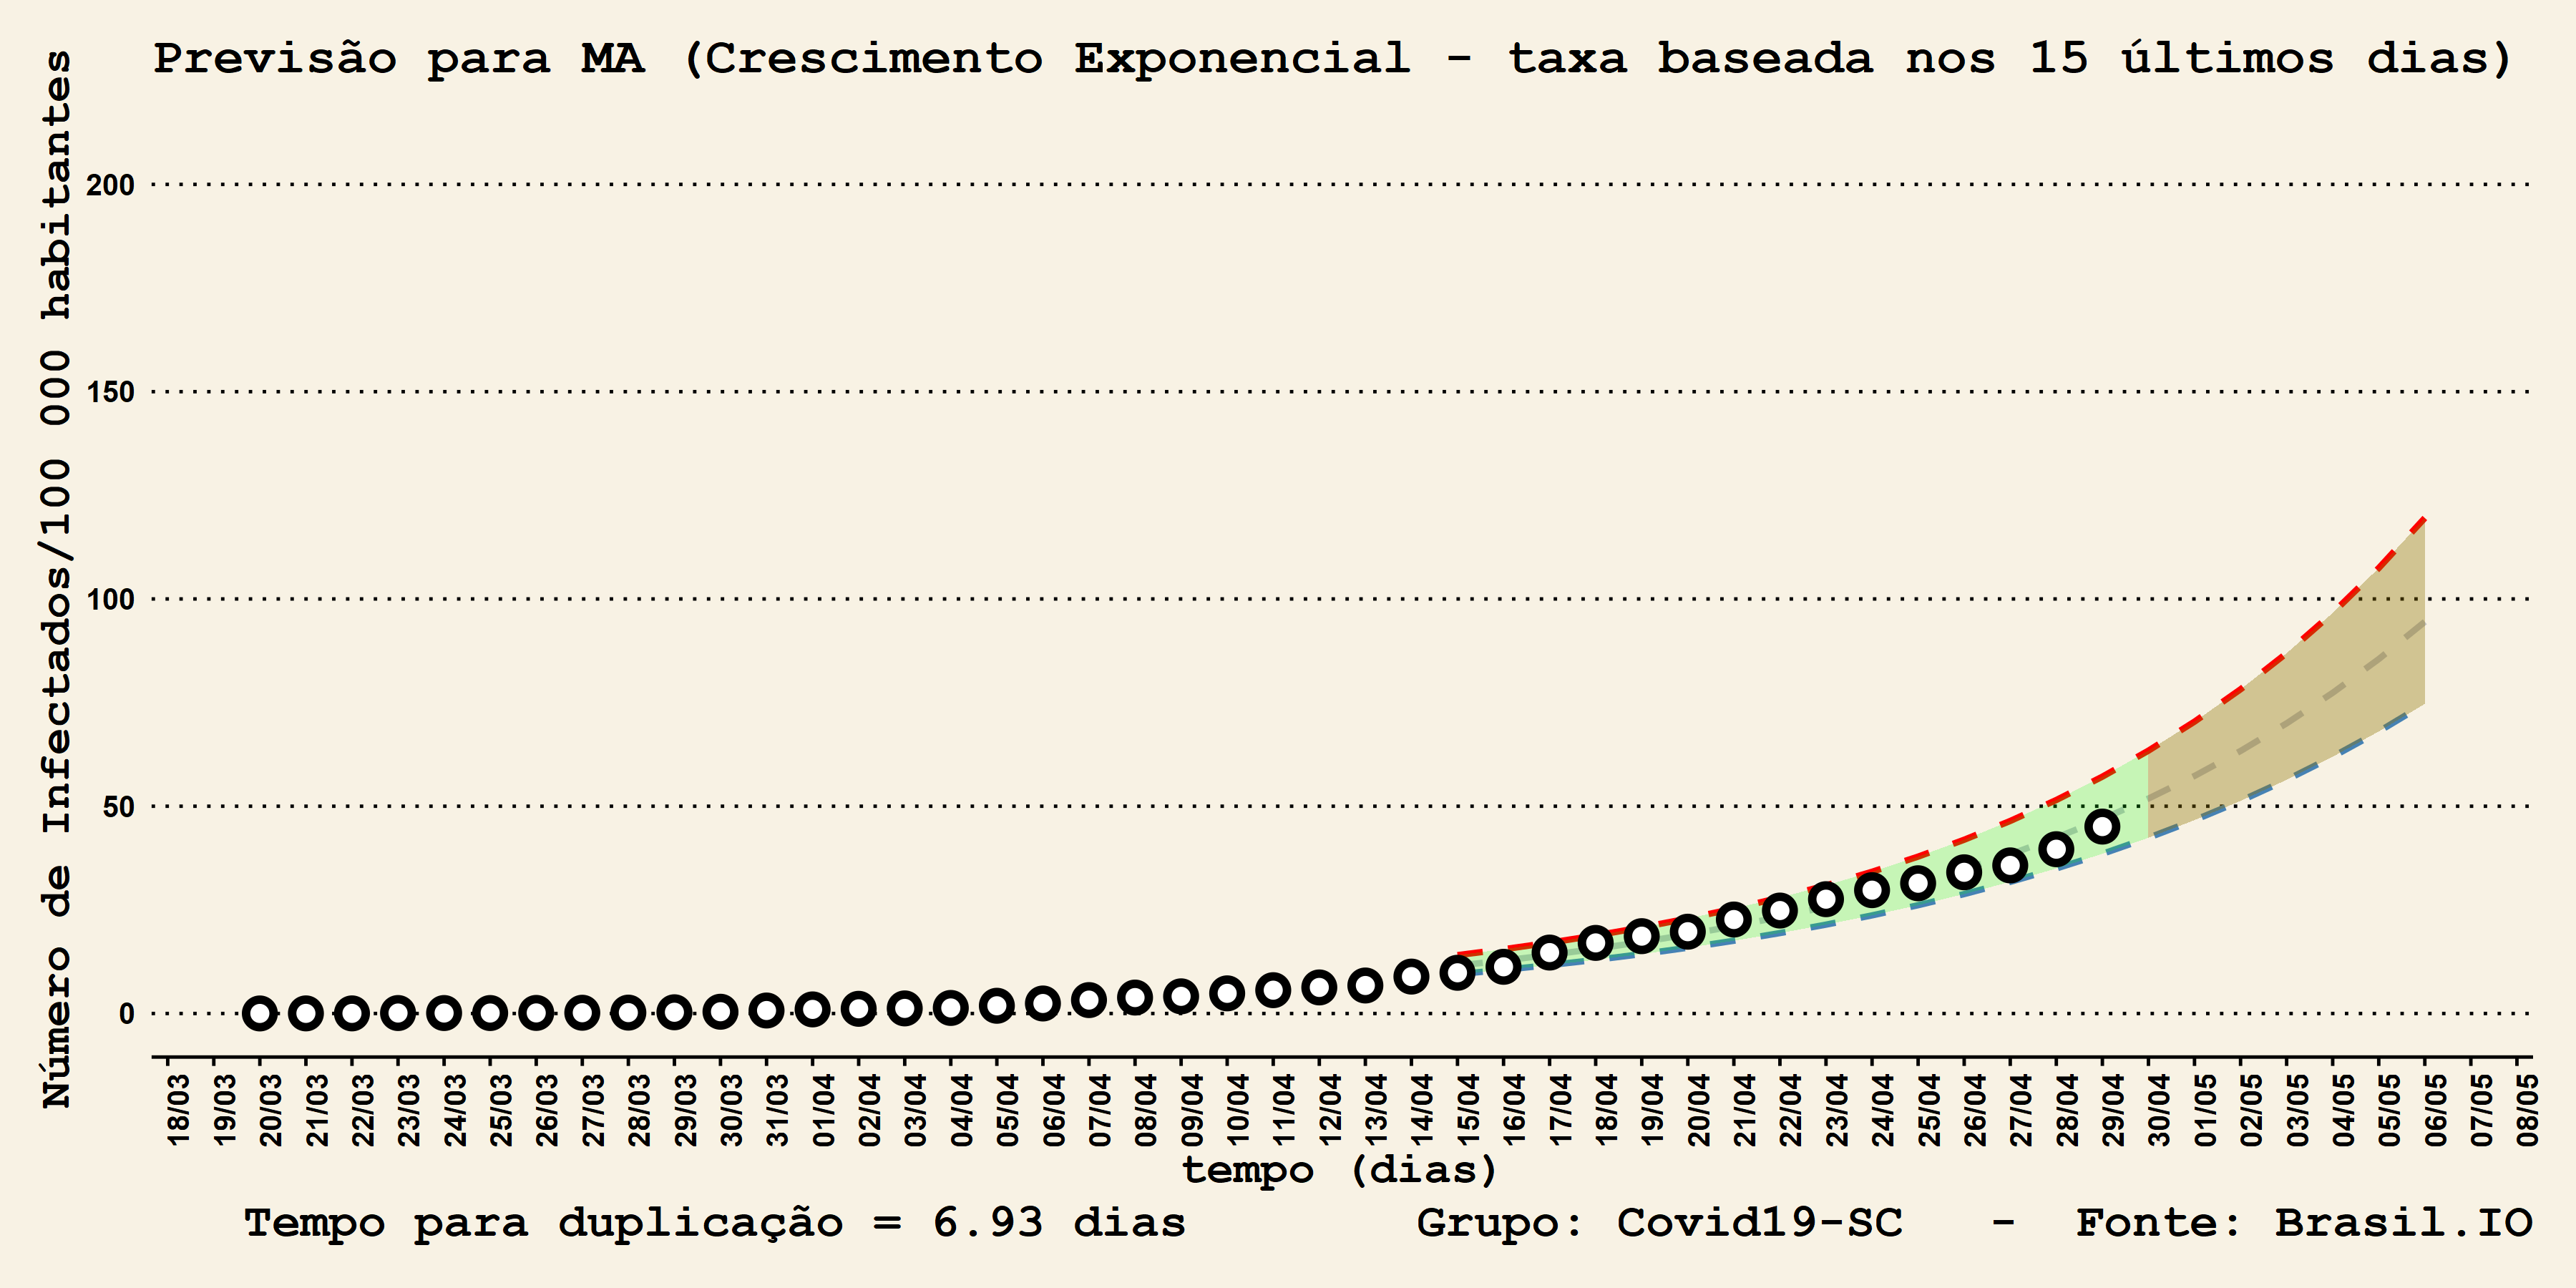 Previsão para MA (Crescimento Exponencial - taxa baseada nos 15 últimos dias)
Número de Infectados/100 000 habitantes
200
150
100
50
0
18/03 19/03 20/03 21/03 22/03 23/03 24/03 25/03 26/03 27/03 28/03 29/03 30/03 31/03 01/04 02/04 03/04 04/04 05/04 06/04 07/04 08/04 09/04 10/04 11/04 12/04 13/04 14/04 15/04 16/04 17/04 18/04 19/04 20/04 21/04 22/04 23/04 24/04 25/04 26/04 27/04 28/04 29/04 30/04 01/05 02/05 03/05 04/05 05/05 06/05 07/05 08/05
tempo (dias)
Tempo para duplicação = 6.93 dias Grupo: Covid19-SC - Fonte: Brasil.IO